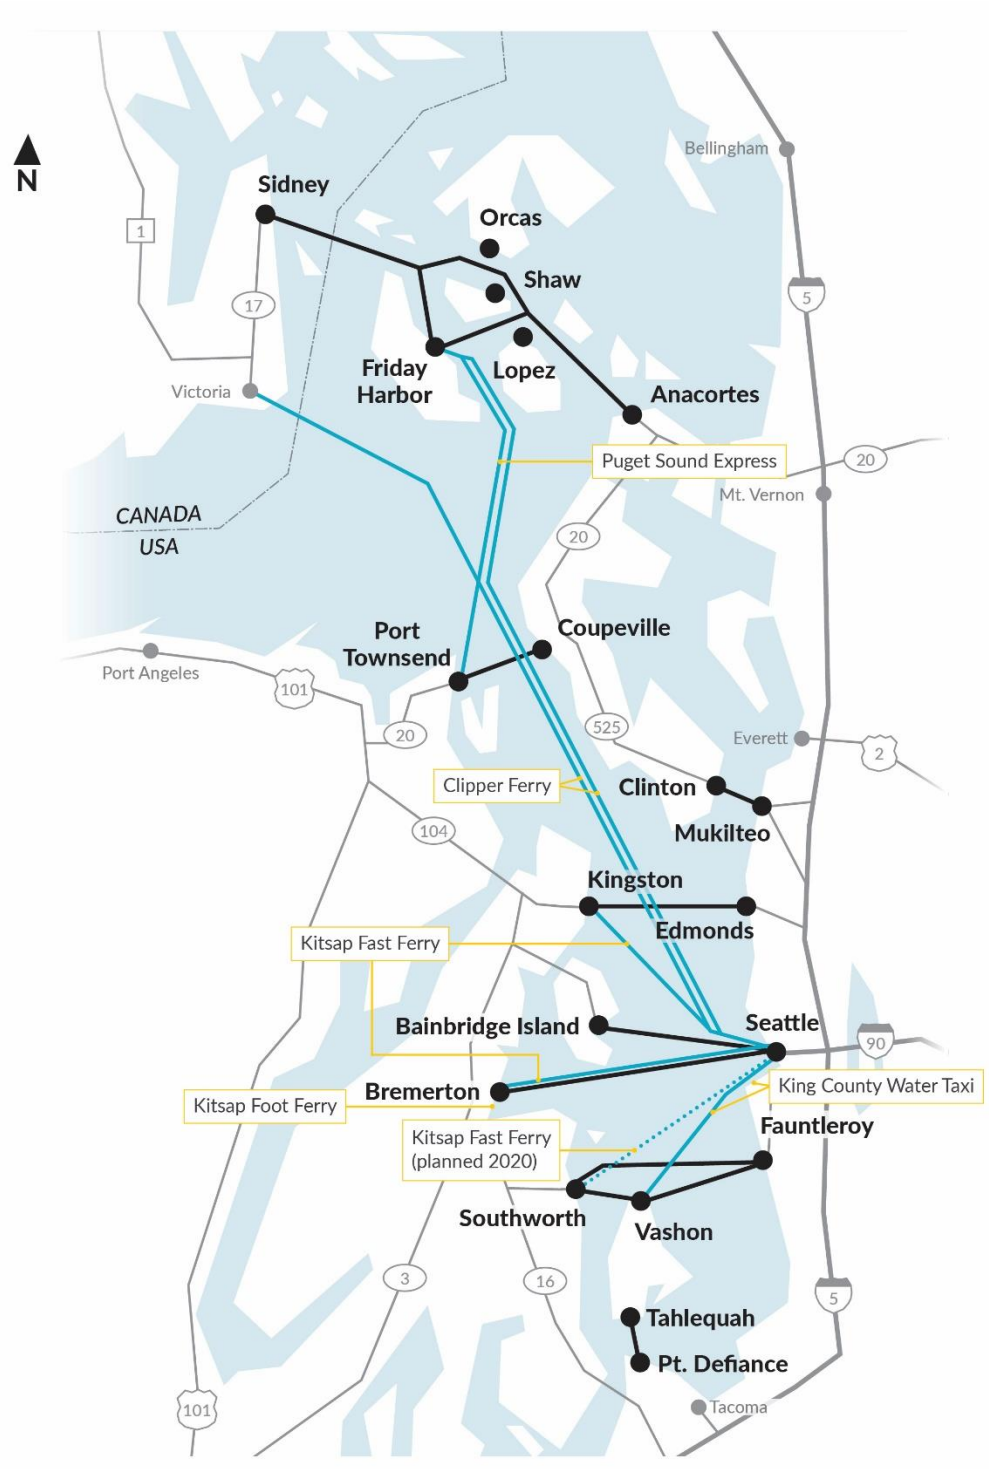 Bellingham
N
Sidney
Orcas
1
Shaw
5
17
Friday
Harbor
Lopez
Victoria
Anacortes
Puget Sound Express
20
Mt. Vernon
CANADA
USA
20
Port
Townsend
Coupeville
Port Angeles
101
20
525
Everett
2
Clipper Ferry
Clinton
Mukilteo
104
Kingston
Edmonds
Kitsap Fast Ferry
Bainbridge Island
Seattle
90
King County Water Taxi
Bremerton
Kitsap Foot Ferry
Fauntleroy
Kitsap Fast Ferry
(planned 2020)
Southworth
Vashon
3
16
5
Tahlequah
Pt. Defiance
101
Tacoma